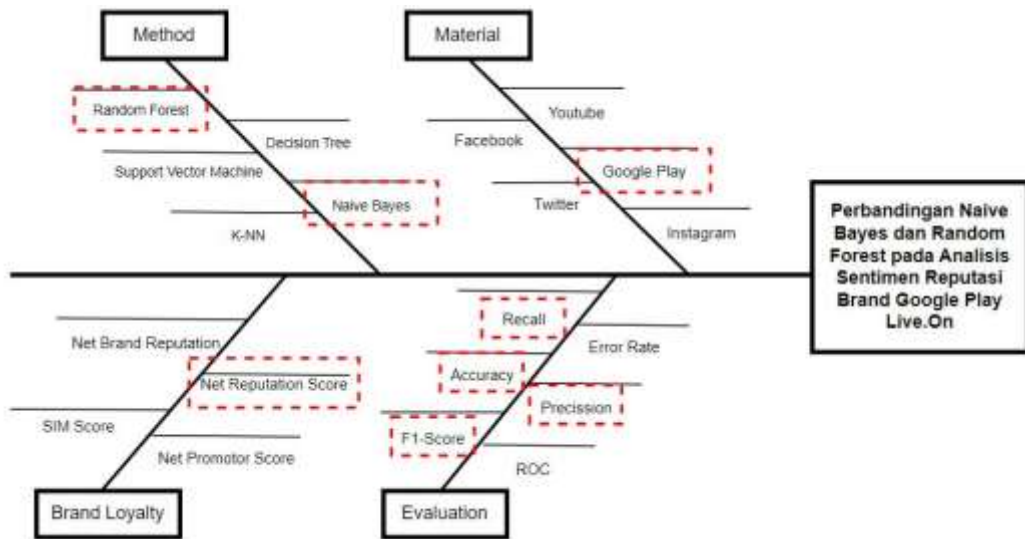 Method
Material
Random Forest
Decision Tree
Support Vector Machine
Naive Bayes
K-NN
Youtube
Facebook
Google Play
Twitter
Instagram
Perbandingan Naive
Bayes dan Random
Forest pada Analisis
Sentimen Reputasi
Brand Google Play
Live.On
Net Brand Reputation
Net Reputation Score
SIM Score
Net Promotor Score
Brand Loyalty
Recall
Error Rate
Accuracy
Precission
F1-Score
ROC
Evaluation